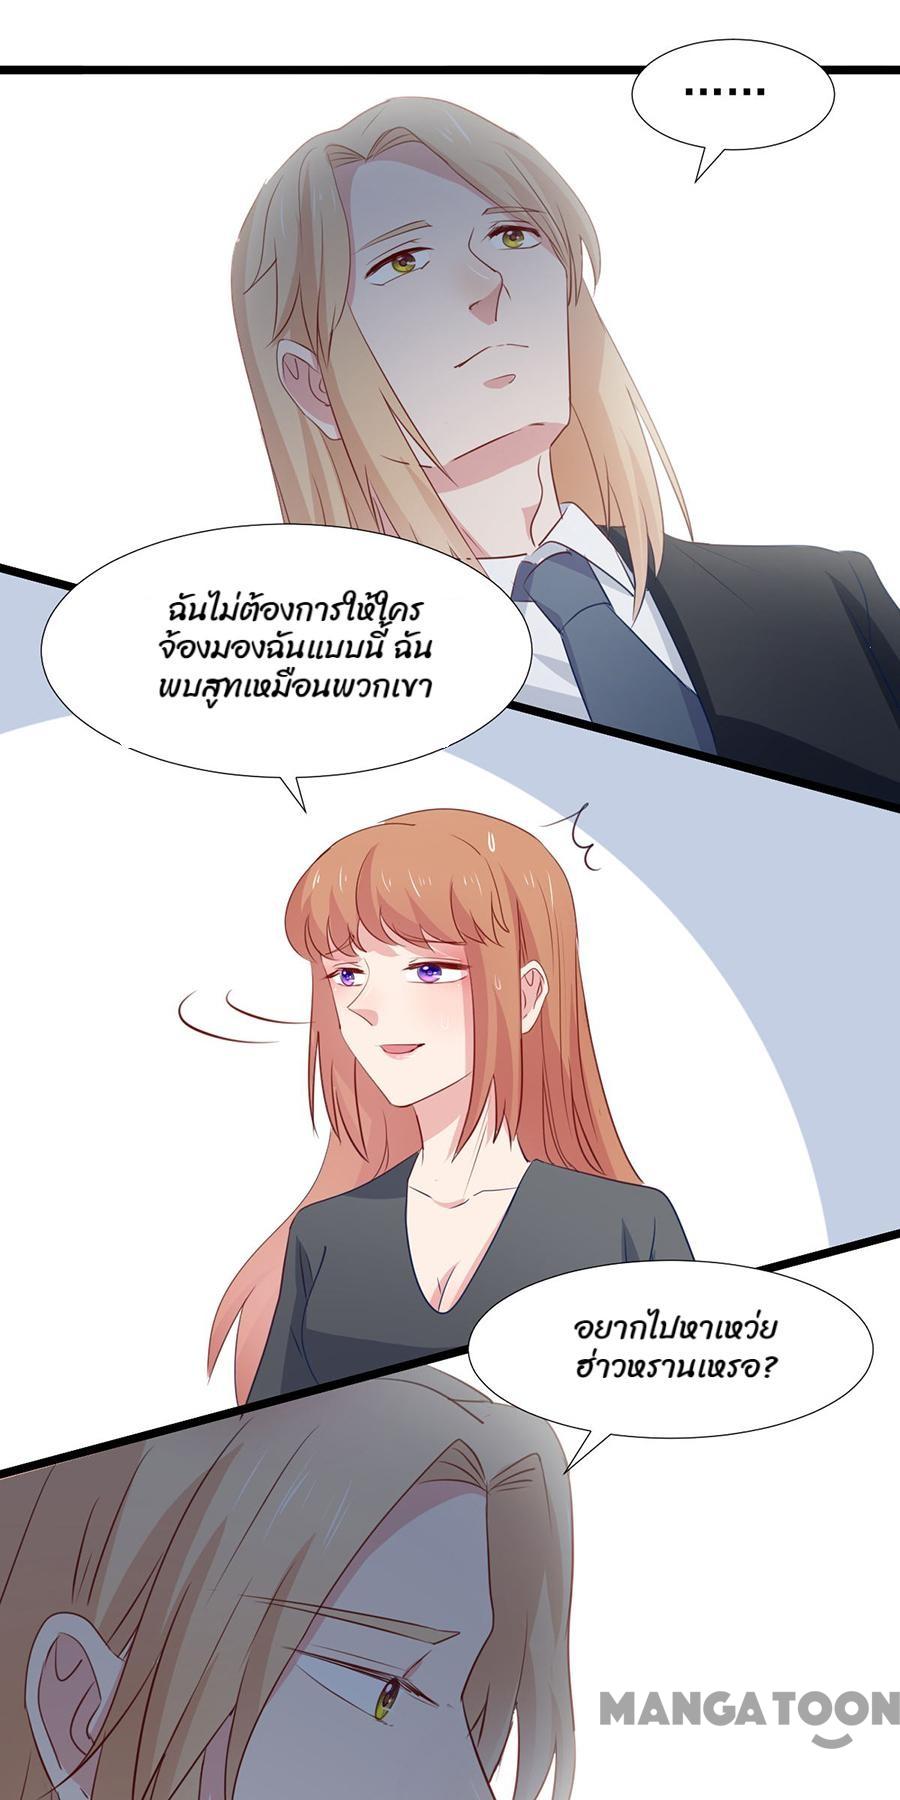 ......
ฉันไม่ต้องการให้ใคร
จ้องมองฉันแบบนี้ ฉัน
พบสูทเหมือนพวกเขา
อยากไปหาเหว่ย
ฮ่าวหรานเหรอ?
MANGATOON